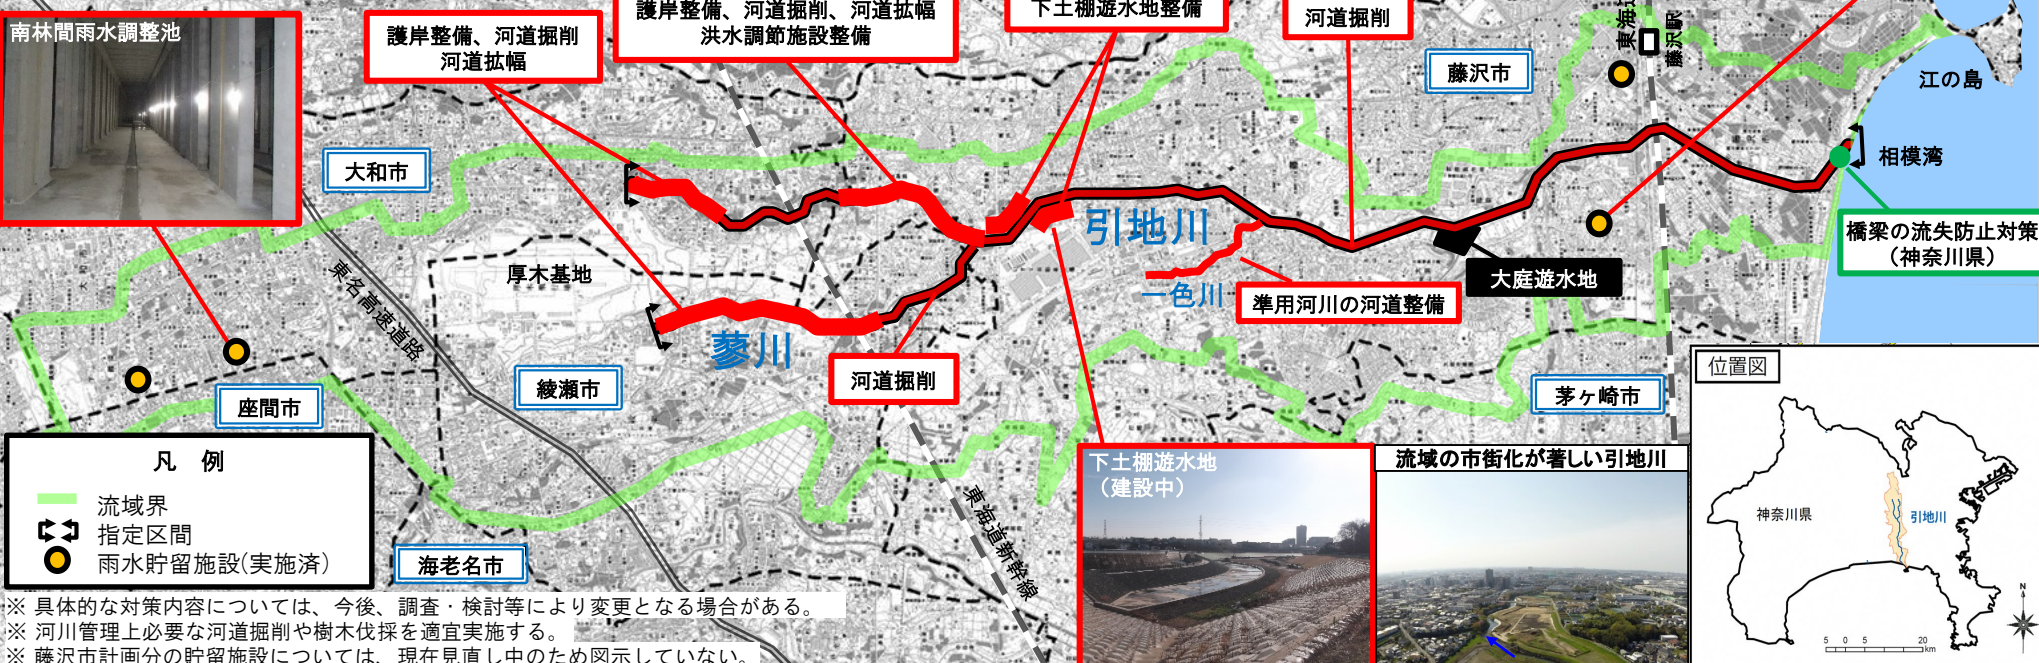 南林間雨水調整池
護岸整備、河道掘削
河道拡幅
護岸整備、河道掘削、河道拡幅
洪水調節施設整備
下土棚遊水地整備
河道掘削
藤沢市
東海道
藤沢駅
江の島
相模湾
橋梁の流失防止対策
(神奈川県)
大和市
厚木基地
東名高速道路
引地川
一色川
準用河川の河道整備
大庭遊水地
蓼川
河道掘削
綾瀬市
座間市
茅ヶ崎市
海老名市
東海道新幹線
凡 例
流域界
指定区間
雨水貯留施設(実施済)
下土棚遊水地
(建設中)
流域の市街化が著しい引地川
位置図
神奈川県
引地川
N
5 0 5 20
km
※ 具体的な対策内容については、今後、調査・検討等により変更となる場合がある。
※ 河川管理上必要な河道掘削や樹木伐採を適宜実施する。
※ 藤沢市計画分の貯留施設については、現在見直し中のため図示していない。